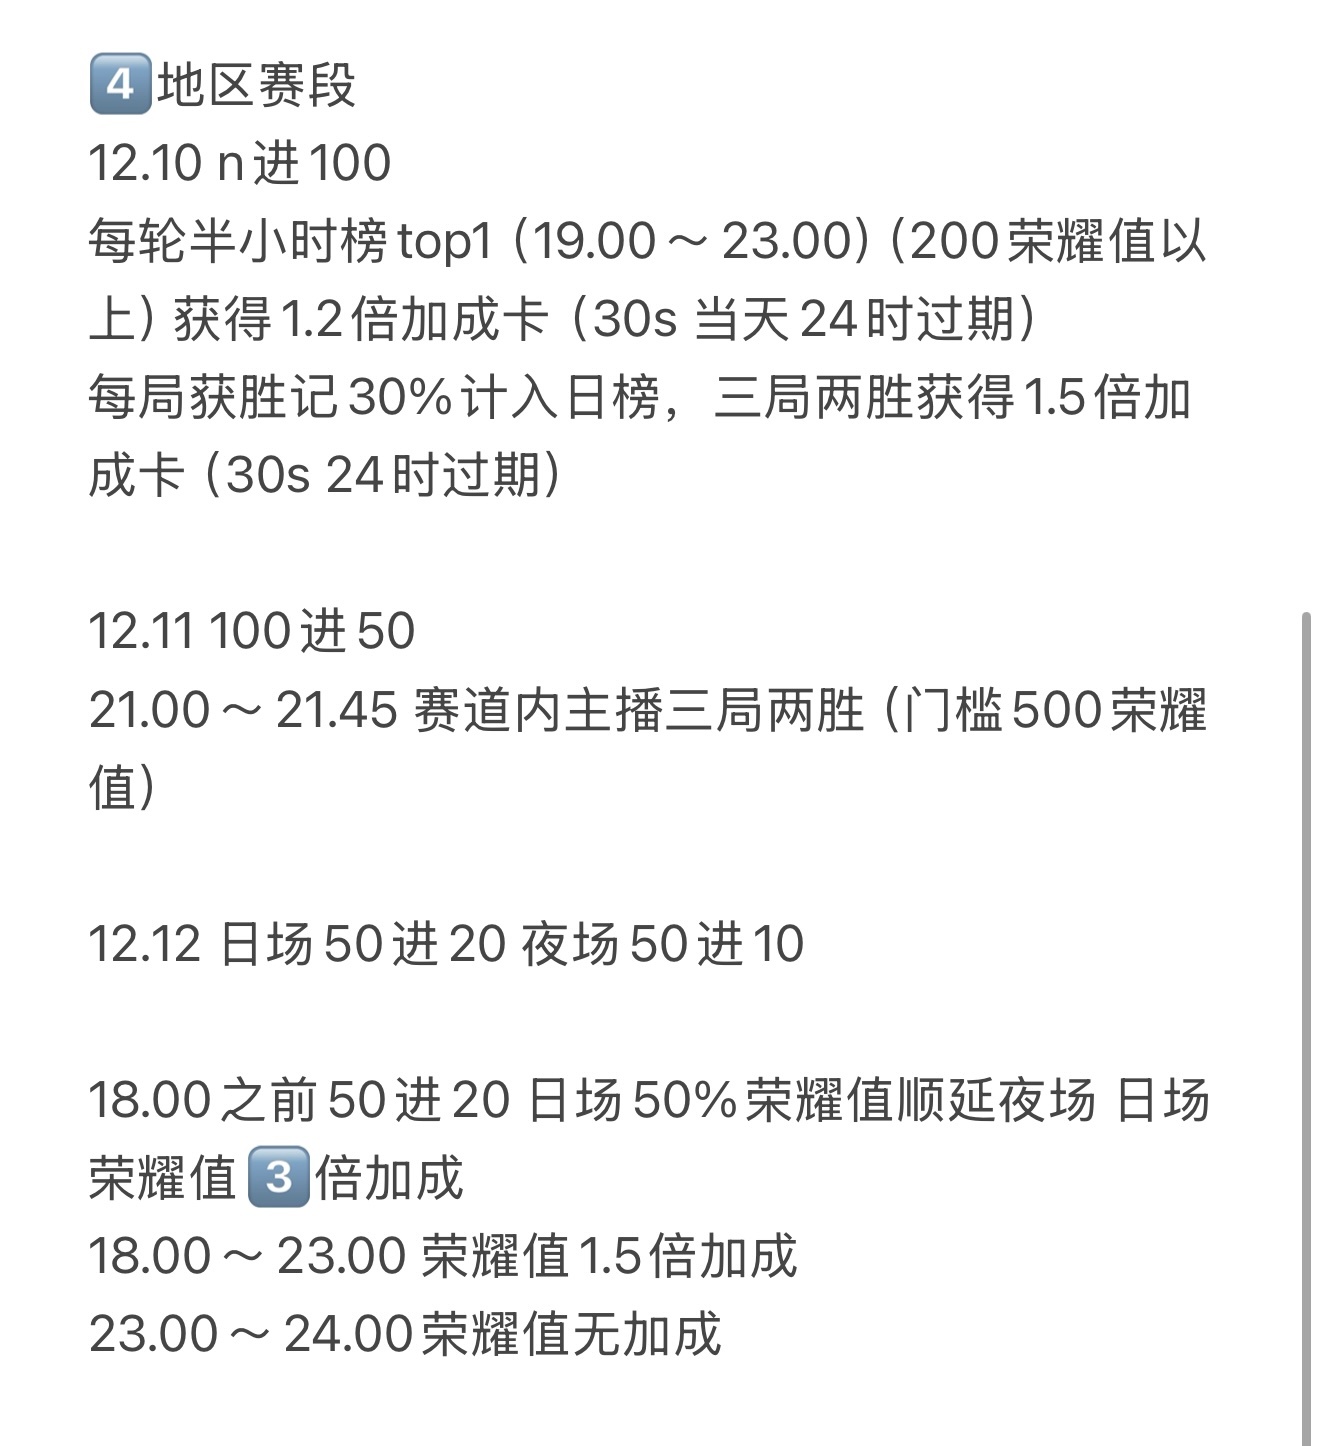 4️⃣地区赛段
12.10 n进100
每轮半小时榜top1（19.00～23.00）（200荣耀值以
上）获得1.2倍加成卡（30s 当天24时过期）
每局获胜记30%计入日榜，三局两胜获得1.5倍加
成卡（30s 24时过期）
12.11 100进50
21.00～21.45 赛道内主播三局两胜（门槛500荣耀
值）
12.12 日场50进20 夜场50进10
18.00之前50进20 日场50%荣耀值顺延夜场 日场
荣耀值3️⃣倍加成
18.00～23.00 荣耀值1.5倍加成
23.00～24.00荣耀值无加成